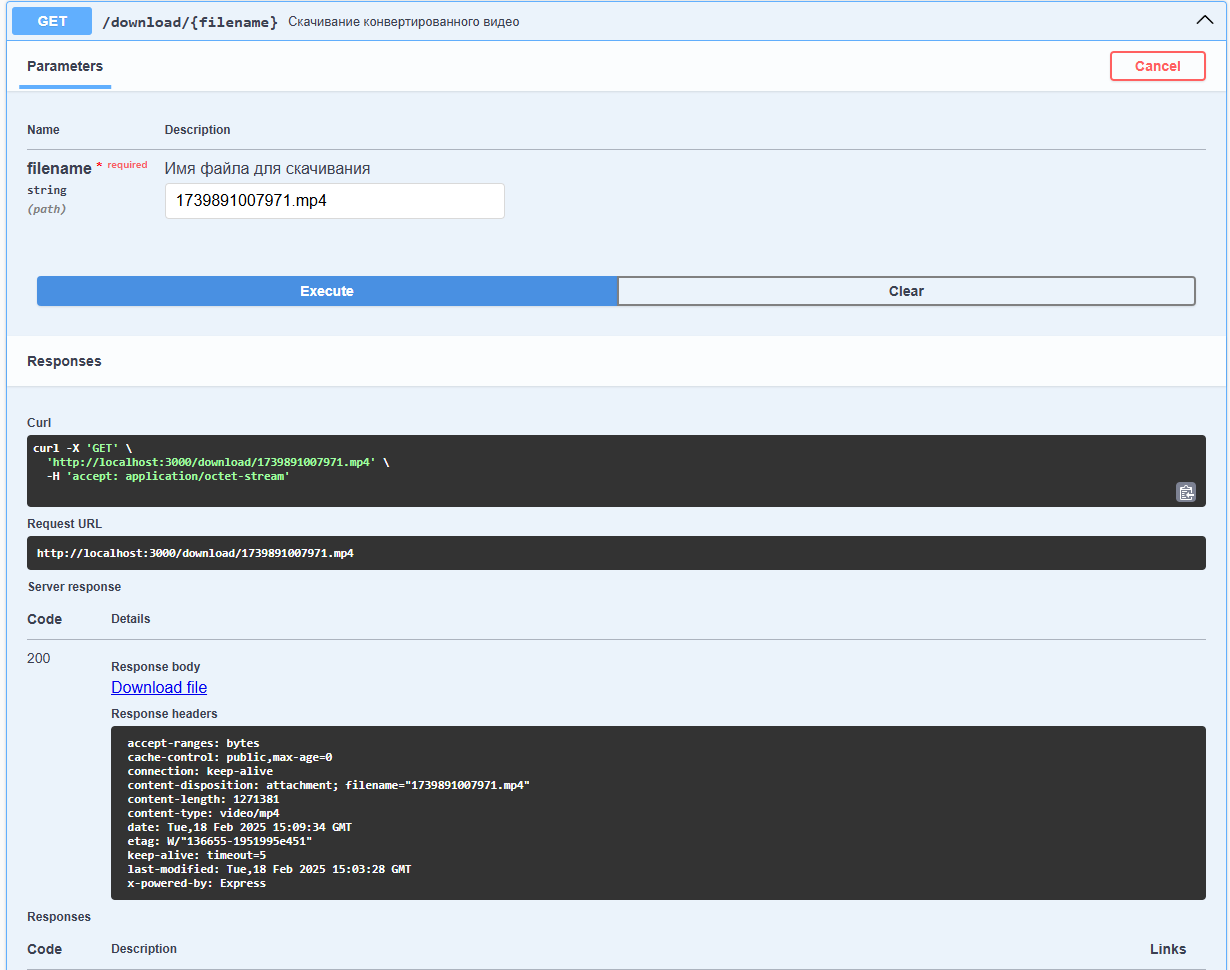 GET /download/{filename} Скачивание конвертированного видео
Parameters
Cancel
Name Description
filename * required Имя файла для скачивания
string
(path)
1739891007971.mp4
Execute Clear
Responses
Curl
curl -X 'GET' \
'http://localhost:3000/download/1739891007971.mp4' \
-H 'accept: application/octet-stream'
Request URL
http://localhost:3000/download/1739891007971.mp4
Server response
Code Details
200
Response body
Download file
Response headers
accept-ranges: bytes
cache-control: public,max-age=0
connection: keep-alive
content-disposition: attachment; filename="1739891007971.mp4"
content-length: 1271381
content-type: video/mp4
date: Tue,18 Feb 2025 15:09:34 GMT
etag: W/"136655-1951995e451"
keep-alive: timeout=5
last-modified: Tue,18 Feb 2025 15:03:28 GMT
x-powered-by: Express
Responses
Code Description Links